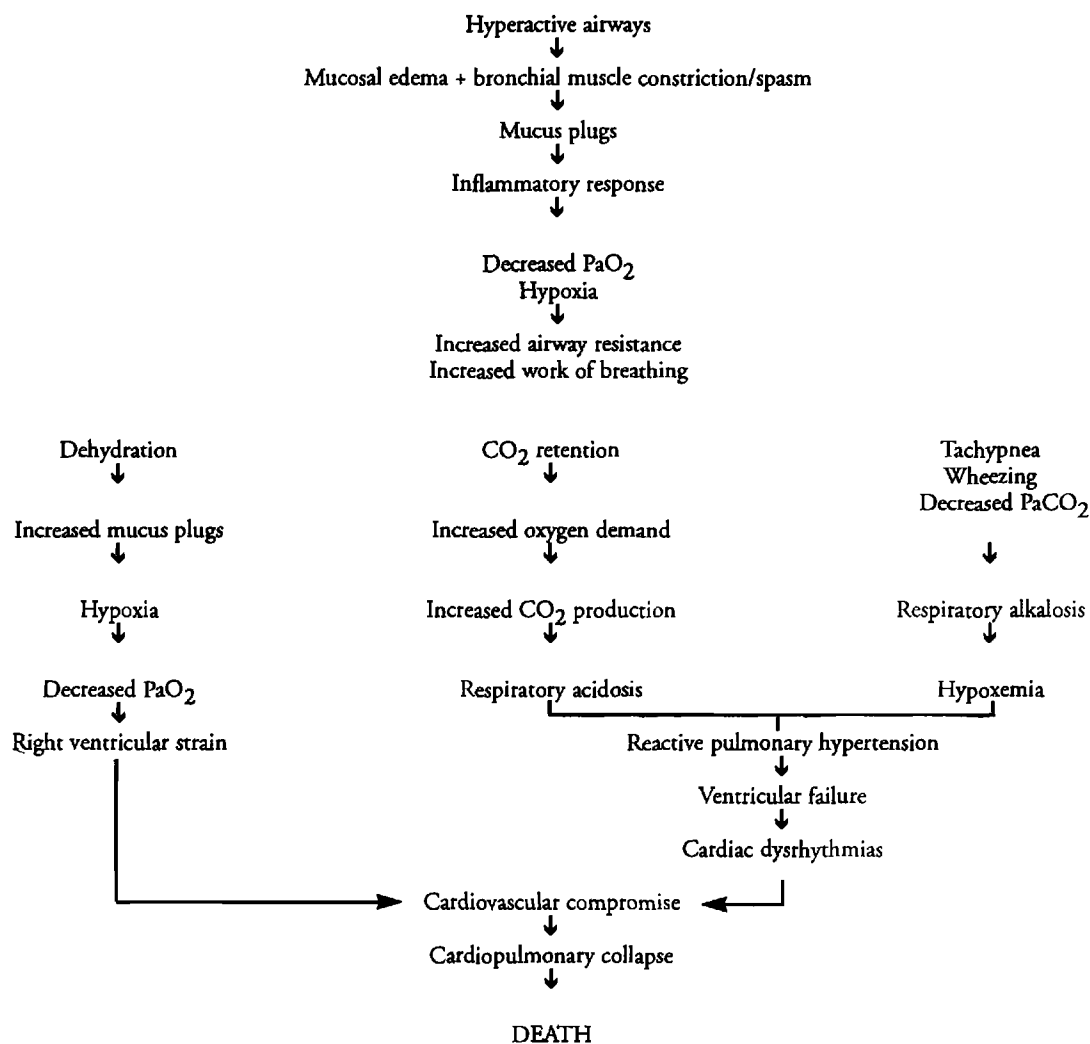 Hyperactive airways
Mucosal edema + bronchial muscle constriction/spasm
Mucus plugs
Inflammatory response
Decreased PaO2
Hypoxia
Increased airway resistance
Increased work of breathing
Dehydration
Increased mucus plugs
Hypoxia
Decreased PaO2
Right ventricular strain
CO2 retention
Increased oxygen demand
Increased CO2 production
Respiratory acidosis
Tachypnea
Wheezing
Decreased PaCO2
Respiratory alkalosis
Hypoxemia
Reactive pulmonary hypertension
Ventricular failure
Cardiac dysrhythmias
Cardiovascular compromise
Cardiopulmonary collapse
DEATH